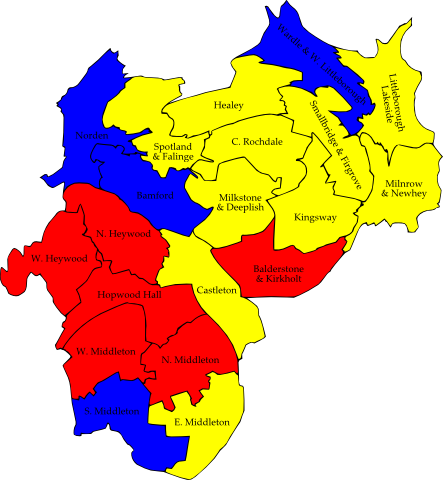 Wardle & W. Littleborough
Littleborough
Lakeside
Healey
Smallbridge & Firgrove
Norden
Spotland
& Falinge
C. Rochdale
Milnrow
& Newhey
Bamford
Milkstone
& Deeplish
Kingsway
N. Heywood
W. Heywood
Balderstone
& Kirkholt
Castleton
Hopwood Hall
W. Middleton
N. Middleton
S. Middleton
E. Middleton